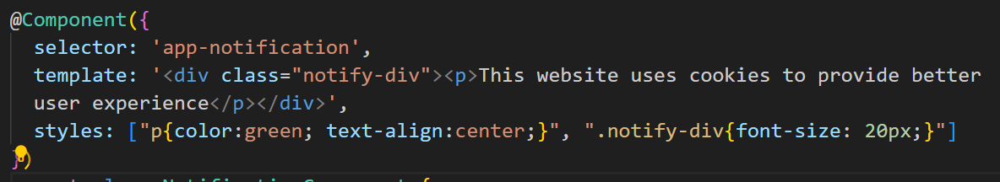 @Component({
selector: 'app-notification',
template: '<div class="notify-div"><p>This website uses cookies to provide better
user experience</p></div>',
styles: ["p{color:green; text-align:center;}", ".notify-div{font-size: 20px;}"]
})